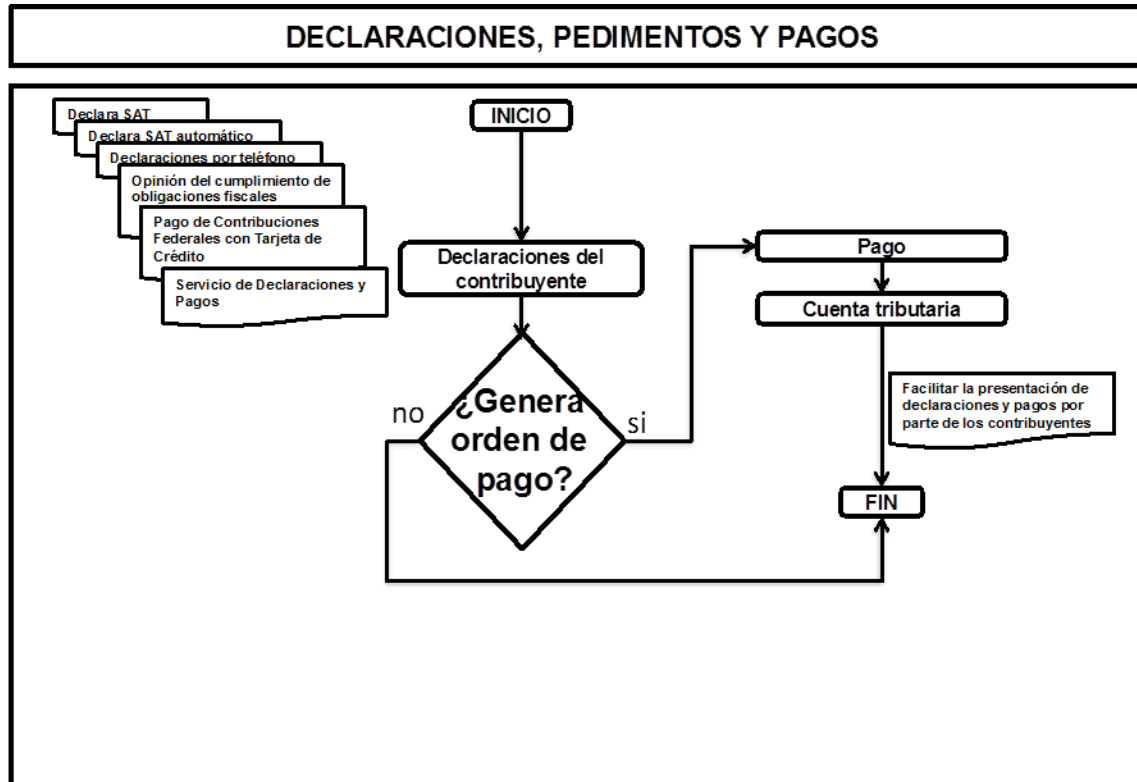 DECLARACIONES, PEDIMENTOS Y PAGOS
Declara SAT
Declara SAT automático
Declaraciones por teléfono
Opinión del cumplimiento de
obligaciones fiscales
Pago de Contribuciones
Federales con Tarjeta de
Crédito
Servicio de Declaraciones y
Pagos
INICIO
Declaraciones del
contribuyente
¿Genera
orden de
pago?
no
si
Pago
Cuenta tributaria
Facilitar la presentación de
declaraciones y pagos por
parte de los contribuyentes
FIN